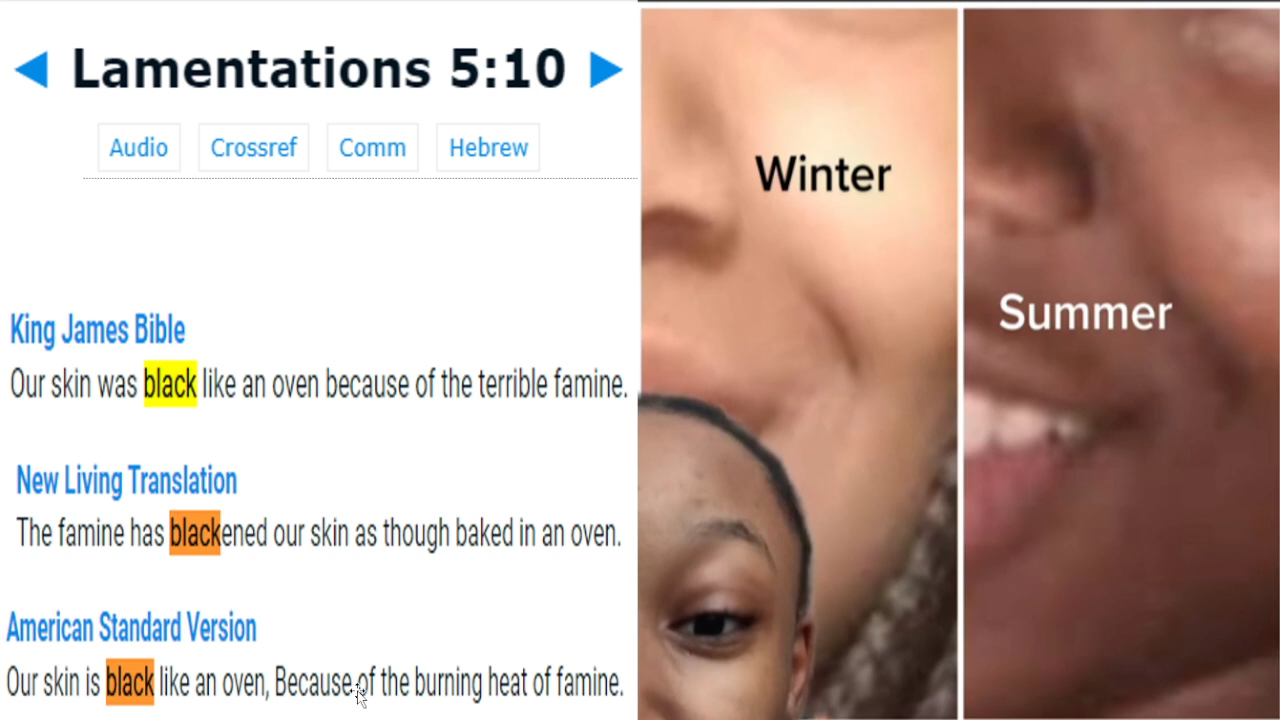 Lamentations 5:10
Audio Crossref Comm Hebrew
King James Bible
Our skin was black like an oven because of the terrible famine.
New Living Translation
The famine has blackened our skin as though baked in an oven.
American Standard Version
Our skin is black like an oven, Because of the burning heat of famine.
Winter
Summer